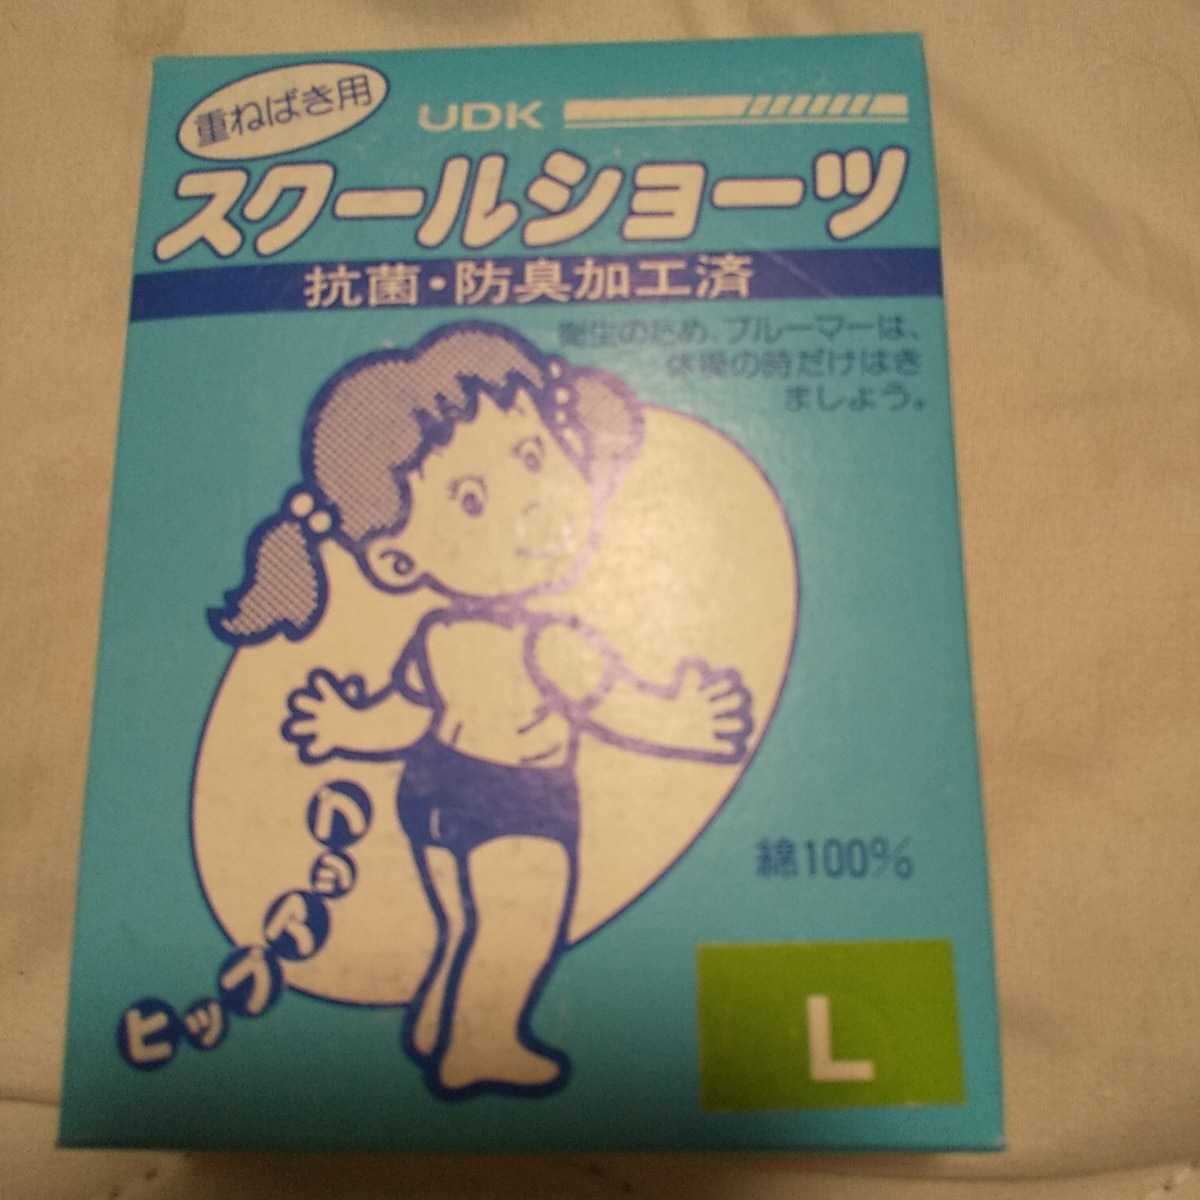 重ねばき用
UDK
スクールショーツ
抗菌・防臭加工済
衛生のため、ブルーマーは、
体操の時だけはき
ましょう。
ヒップアップ
綿100%
L